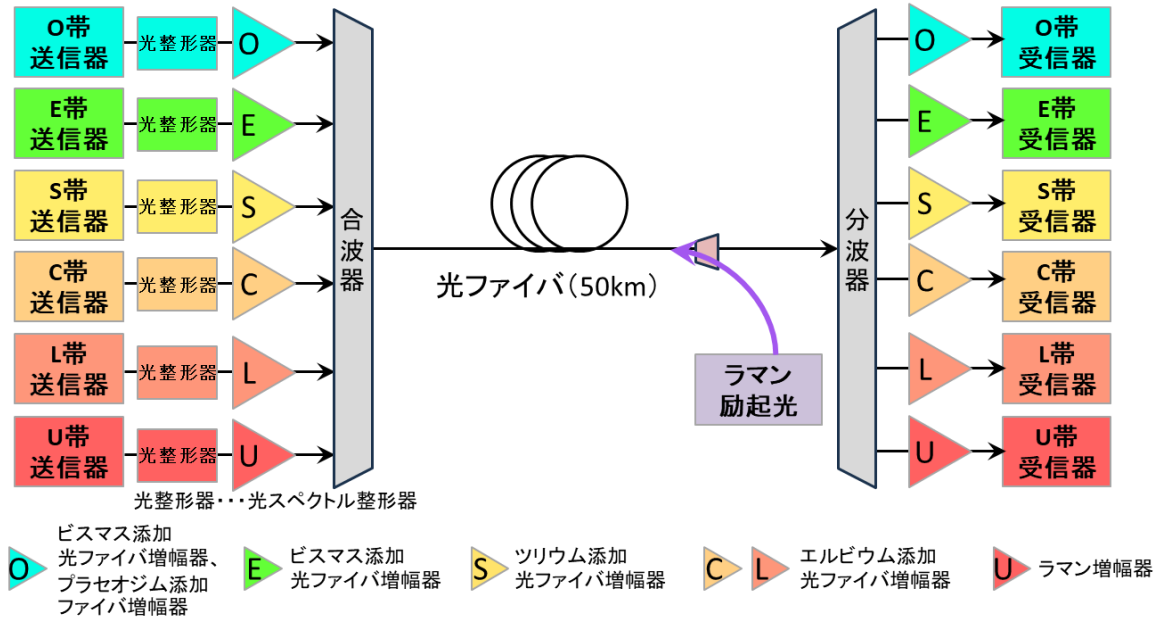 O帯
送信器
光整形器
O
O
O帯
受信器
E帯
送信器
光整形器
E
E
E帯
受信器
S帯
送信器
光整形器
S
S
S帯
受信器
C帯
送信器
光整形器
C
C
C帯
受信器
L帯
送信器
光整形器
L
L
L帯
受信器
U帯
送信器
光整形器
U
U
U帯
受信器
合波器
光ファイバ(50km)
ラマン
励起光
分波器
光整形器・・・光スペクトル整形器
O
ビスマス添加
光ファイバ増幅器、
プラセオジム添加
ファイバ増幅器
E
ビスマス添加
光ファイバ増幅器
S
ツリウム添加
光ファイバ増幅器
C
L
エルビウム添加
光ファイバ増幅器
U
ラマン増幅器